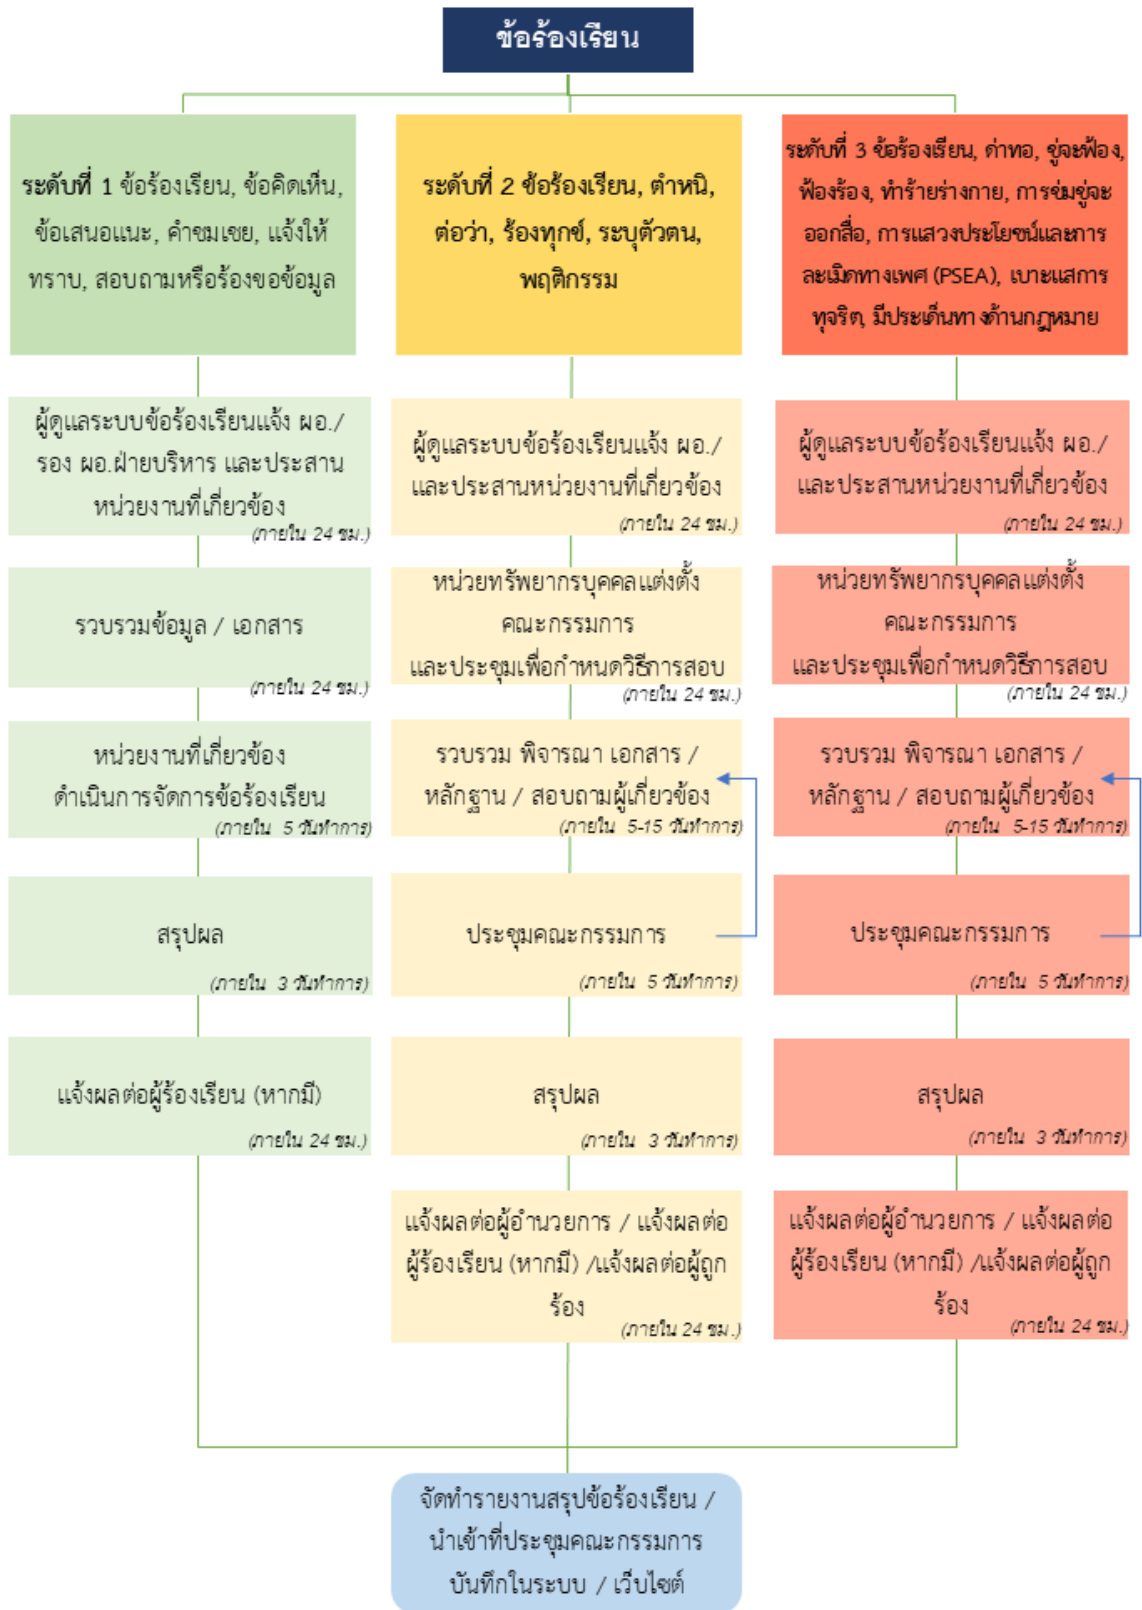 ข้อร้องเรียน
ระดับที่ 1 ข้อร้องเรียน, ข้อคิดเห็น,
ข้อเสนอแนะ, คำชมเชย, แจ้งให้
ทราบ, สอบถามหรือร้องขอข้อมูล
ระดับที่ 2 ข้อร้องเรียน, ตำหนิ,
ต่อว่า, ร้องทุกข์, ระบุตัวตน,
พฤติกรรม
ระดับที่ 3 ข้อร้องเรียน, ด่าทอ, ขู่จะฟ้อง,
ฟ้องร้อง, ทำร้ายร่างกาย, การข่มขู่จะ
ออกสื่อ, การแสวงประโยชน์และการ
ละเมิดทางเพศ (PSEA), เบาะแสการ
ทุจริต, มีประเด็นทางด้านกฎหมาย
ผู้ดูแลระบบข้อร้องเรียนแจ้ง ผอ./
รอง ผอ.ฝ่ายบริหาร และประสาน
หน่วยงานที่เกี่ยวข้อง
(ภายใน 24 ชม.)
ผู้ดูแลระบบข้อร้องเรียนแจ้ง ผอ./
และประสานหน่วยงานที่เกี่ยวข้อง
(ภายใน 24 ชม.)
ผู้ดูแลระบบข้อร้องเรียนแจ้ง ผอ./
และประสานหน่วยงานที่เกี่ยวข้อง
(ภายใน 24 ชม.)
รวบรวมข้อมูล / เอกสาร
(ภายใน 24 ชม.)
หน่วยทรัพยากรบุคคลแต่งตั้ง
คณะกรรมการ
และประชุมเพื่อกำหนดวิธีการสอบ
(ภายใน 24 ชม.)
หน่วยทรัพยากรบุคคลแต่งตั้ง
คณะกรรมการ
และประชุมเพื่อกำหนดวิธีการสอบ
(ภายใน 24 ชม.)
หน่วยงานที่เกี่ยวข้อง
ดำเนินการจัดการข้อร้องเรียน
(ภายใน 5 วันทำการ)
รวบรวม พิจารณา เอกสาร /
หลักฐาน / สอบถามผู้เกี่ยวข้อง
(ภายใน 5-15 วันทำการ)
รวบรวม พิจารณา เอกสาร /
หลักฐาน / สอบถามผู้เกี่ยวข้อง
(ภายใน 5-15 วันทำการ)
สรุปผล
(ภายใน 3 วันทำการ)
ประชุมคณะกรรมการ
(ภายใน 5 วันทำการ)
ประชุมคณะกรรมการ
(ภายใน 5 วันทำการ)
แจ้งผลต่อผู้ร้องเรียน (หากมี)
(ภายใน 24 ชม.)
สรุปผล
(ภายใน 3 วันทำการ)
สรุปผล
(ภายใน 3 วันทำการ)
แจ้งผลต่อผู้อำนวยการ / แจ้งผลต่อ
ผู้ร้องเรียน (หากมี) /แจ้งผลต่อผู้ถูก
ร้อง
(ภายใน 24 ชม.)
แจ้งผลต่อผู้อำนวยการ / แจ้งผลต่อ
ผู้ร้องเรียน (หากมี) /แจ้งผลต่อผู้ถูก
ร้อง
(ภายใน 24 ชม.)
จัดทำรายงานสรุปข้อร้องเรียน /
นำเข้าที่ประชุมคณะกรรมการ
บันทึกในระบบ / เว็บไซต์